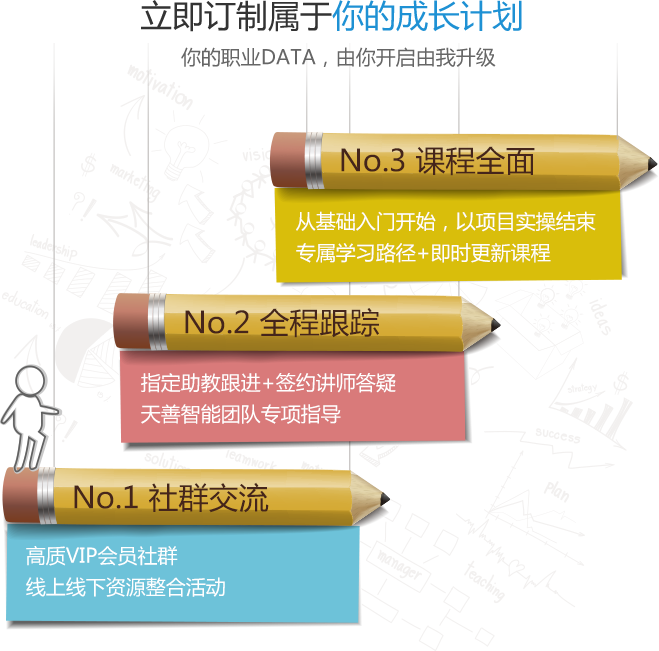 立即订制属于你的成长计划
你的职业DATA，由你开启由我升级
motivation
marketing
vision
No.3 课程全面
从基础入门开始，以项目实操结束
专属学习路径+即时更新课程
leadership
education
ideas
No.2 全程跟踪
指定助教跟进+签约讲师答疑
天善智能团队专项指导
strategy
success
solution
teamwork
No.1 社群交流
Plan
高质VIP会员社群
线上线下资源整合活动
manager
teaching